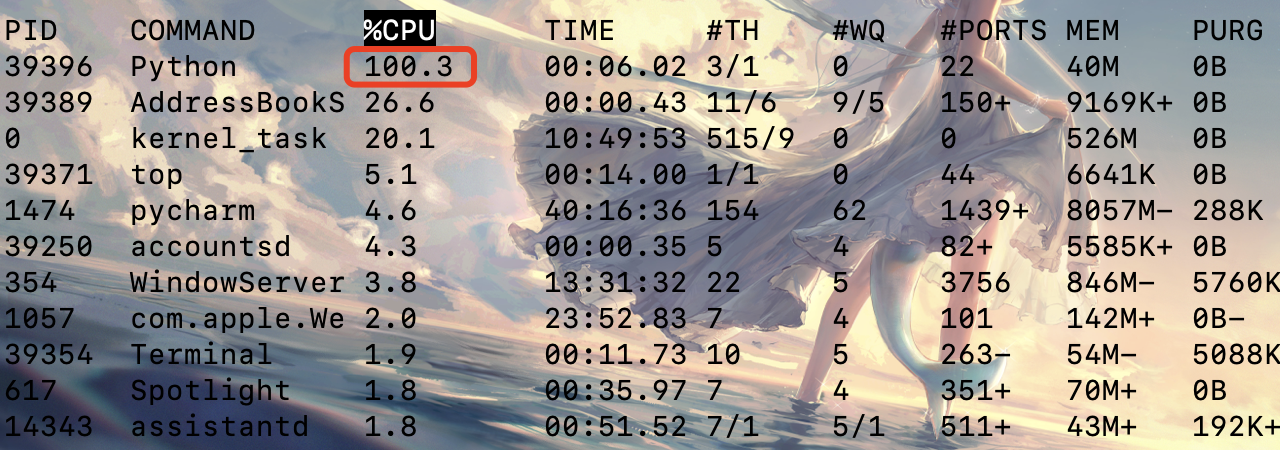 PID COMMAND %CPU TIME #TH #WQ #PORTS MEM PURG
39396 Python 100.3 00:06.02 3/1 0 22 40M 0B
39389 AddressBookS 26.6 00:00.43 11/6 9/5 150+ 9169K+ 0B
0 kernel_task 20.1 10:49:53 515/9 0 0 526M 0B
39371 top 5.1 00:14.00 1/1 0 44 6641K 0B
1474 pycharm 4.6 40:16:36 154 62 1439+ 8057M- 288K
39250 accountsd 4.3 00:00.35 5 4 82+ 5585K+ 0B
354 WindowServer 3.8 13:31:32 22 5 3756 846M- 5760K
1057 com.apple.We 2.0 23:52.83 7 4 101 142M+ 0B-
39354 Terminal 1.9 00:11.73 10 5 263- 54M- 5088K
617 Spotlight 1.8 00:35.97 7 4 351+ 70M+ 0B
14343 assistantd 1.8 00:51.52 7/1 5/1 511+ 43M+ 192K+